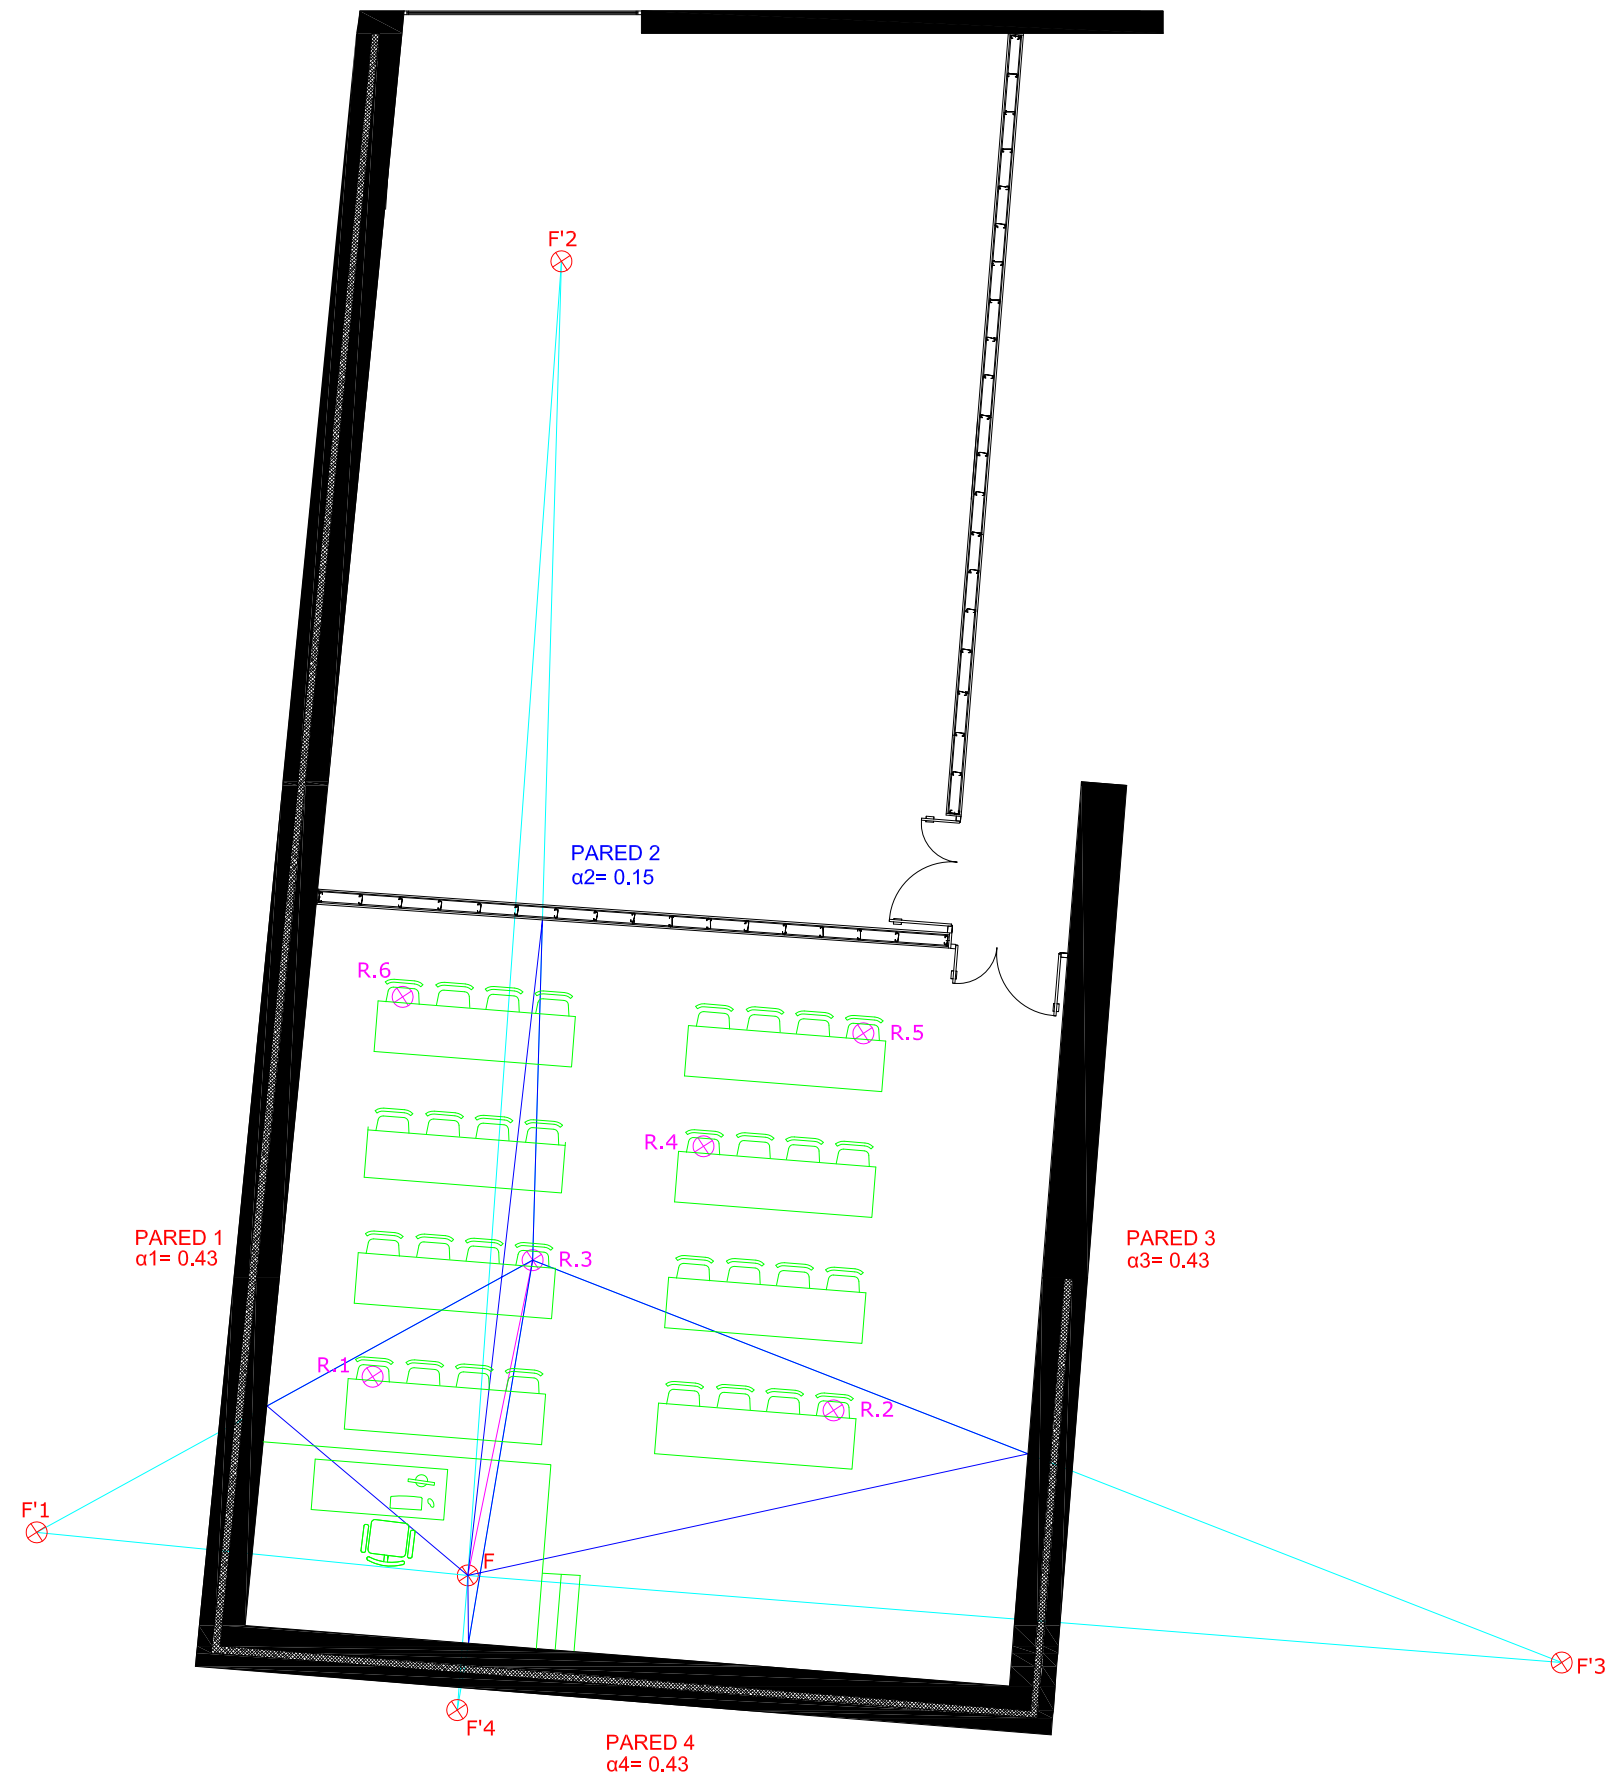 F'2
PARED 2
α2= 0.15
R.6
R.5
R.4
PARED 1
α1= 0.43
PARED 3
α3= 0.43
R.3
R.1
R.2
F'1
F
F'3
F'4
PARED 4
α4= 0.43